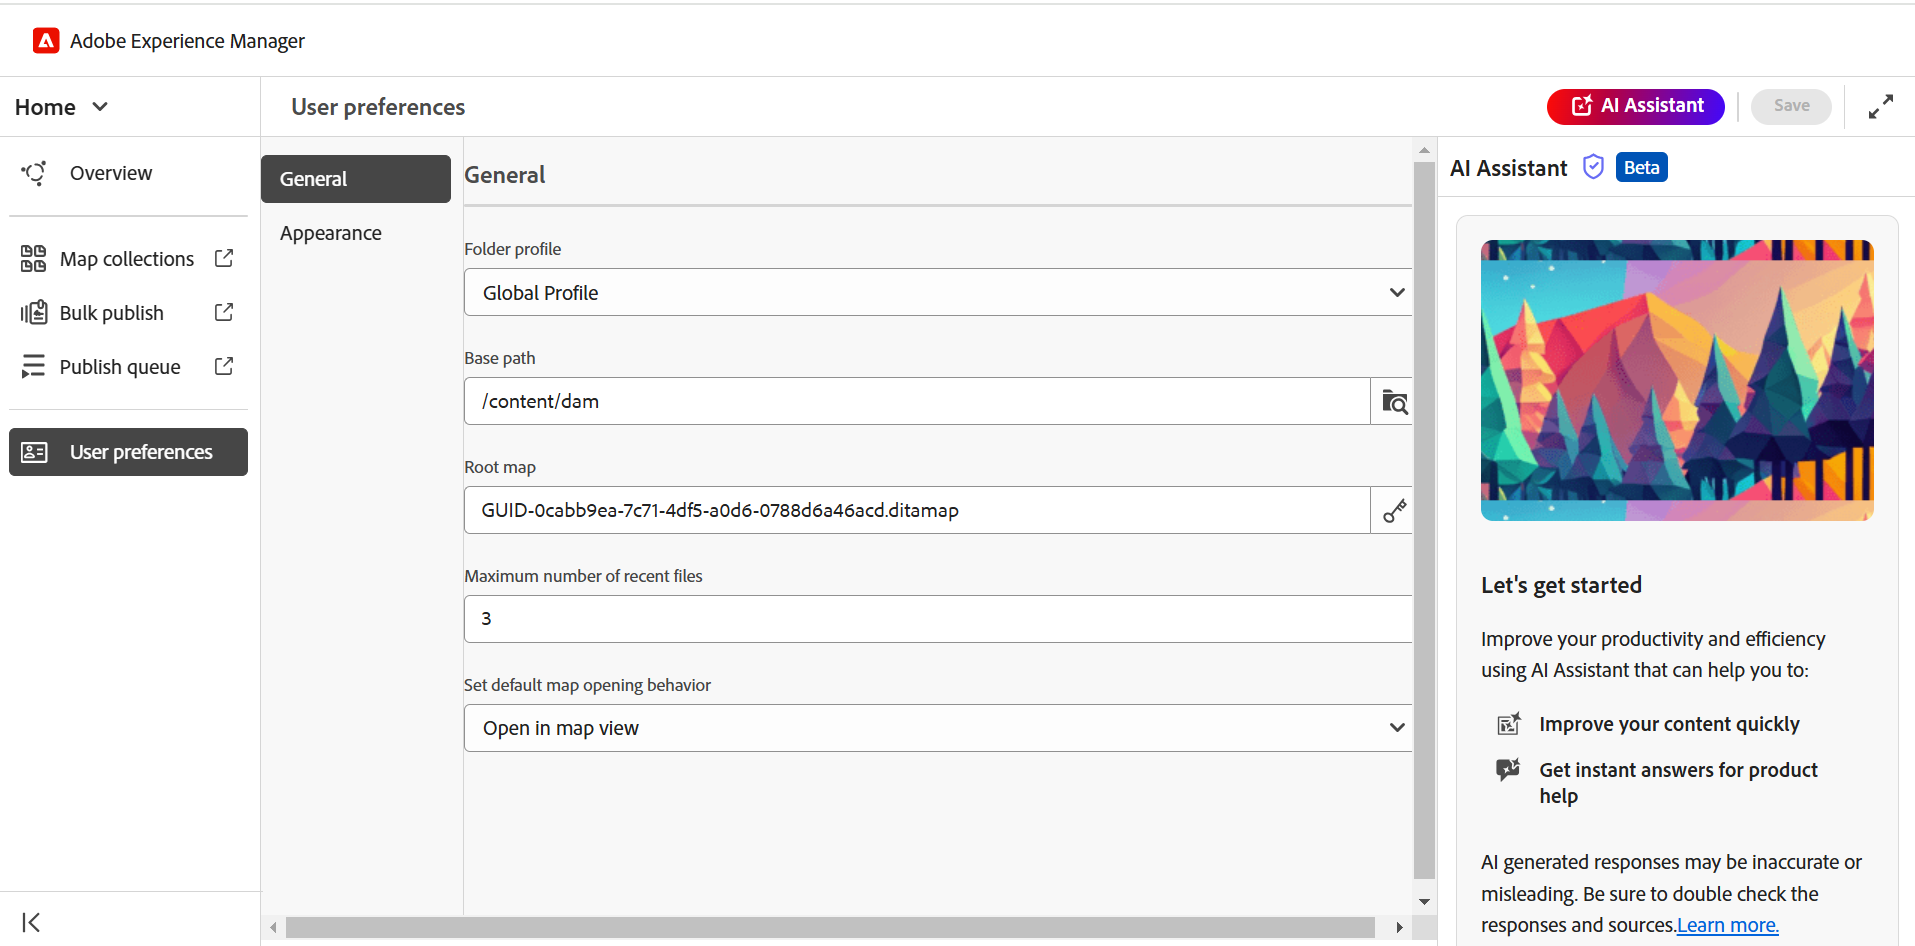 Adobe Experience Manager
Home
User preferences
AI Assistant
Save
Overview
Map collections
Bulk publish
Publish queue
User preferences
General
Appearance
General
Folder profile
Global Profile
Base path
/content/dam
Root map
GUID-0cabb9ea-7c71-4df5-a0d6-0788d6a46acd.ditamap
Maximum number of recent files
3
Set default map opening behavior
Open in map view
AI Assistant
Beta
Let's get started
Improve your productivity and efficiency
using AI Assistant that can help you to:
Improve your content quickly
Get instant answers for product
help
AI generated responses may be inaccurate or
misleading. Be sure to double check the
responses and sources.Learn more.